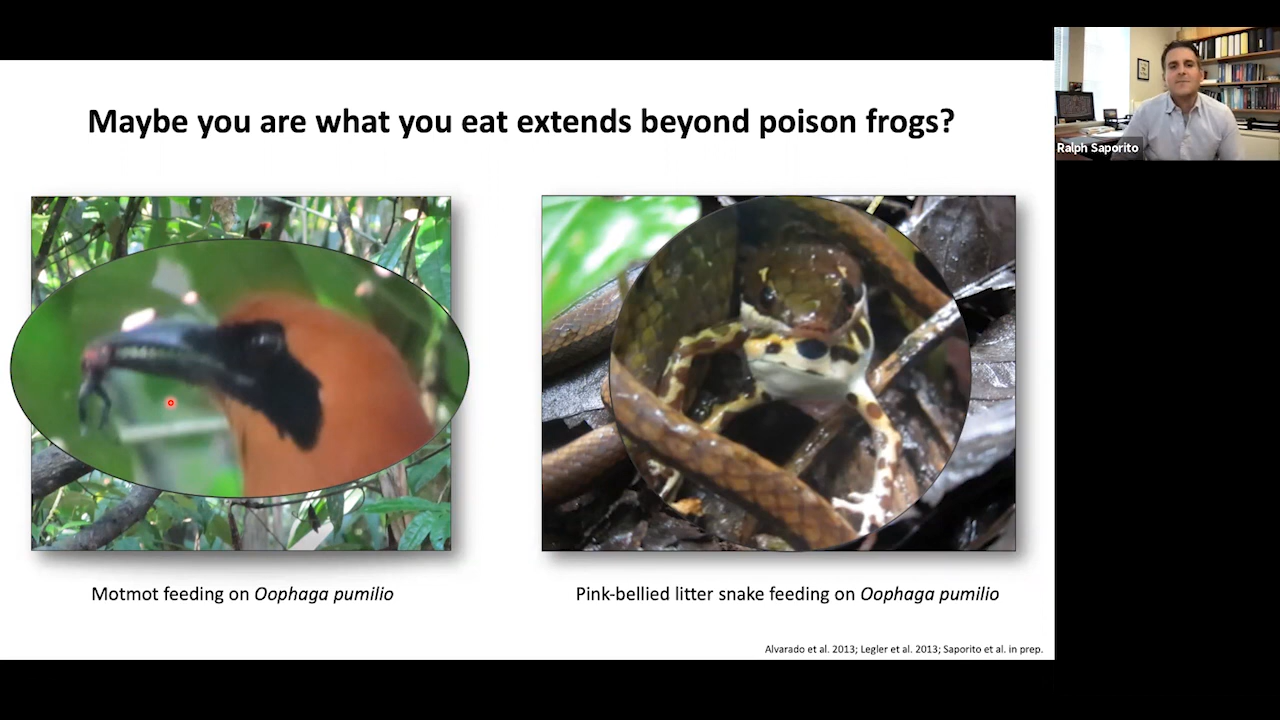 Maybe you are what you eat extends beyond poison frogs?
Ralph Saporito
Motmot feeding on Oophaga pumilio
Pink-bellied litter snake feeding on Oophaga pumilio
Alvarado et al. 2013; Legler et al. 2013; Saporito et al. in prep.